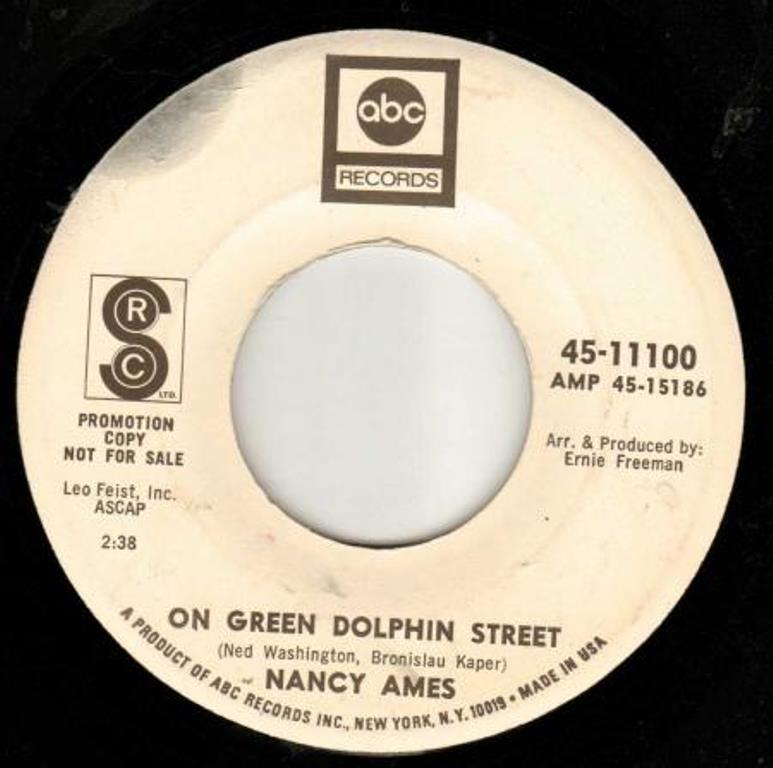 abc
RECORDS
SRC
LTD.
PROMOTION
COPY
NOT FOR SALE
Leo Feist, Inc.
ASCAP
2:38
45-11100
AMP 45-15186
Arr. & Produced by:
Ernie Freeman
ON GREEN DOLPHIN STREET
(Ned Washington, Bronislau Kaper)
NANCY AMES
A PRODUCT OF ABC RECORDS INC., NEW YORK, N.Y. 10019 • MADE IN USA